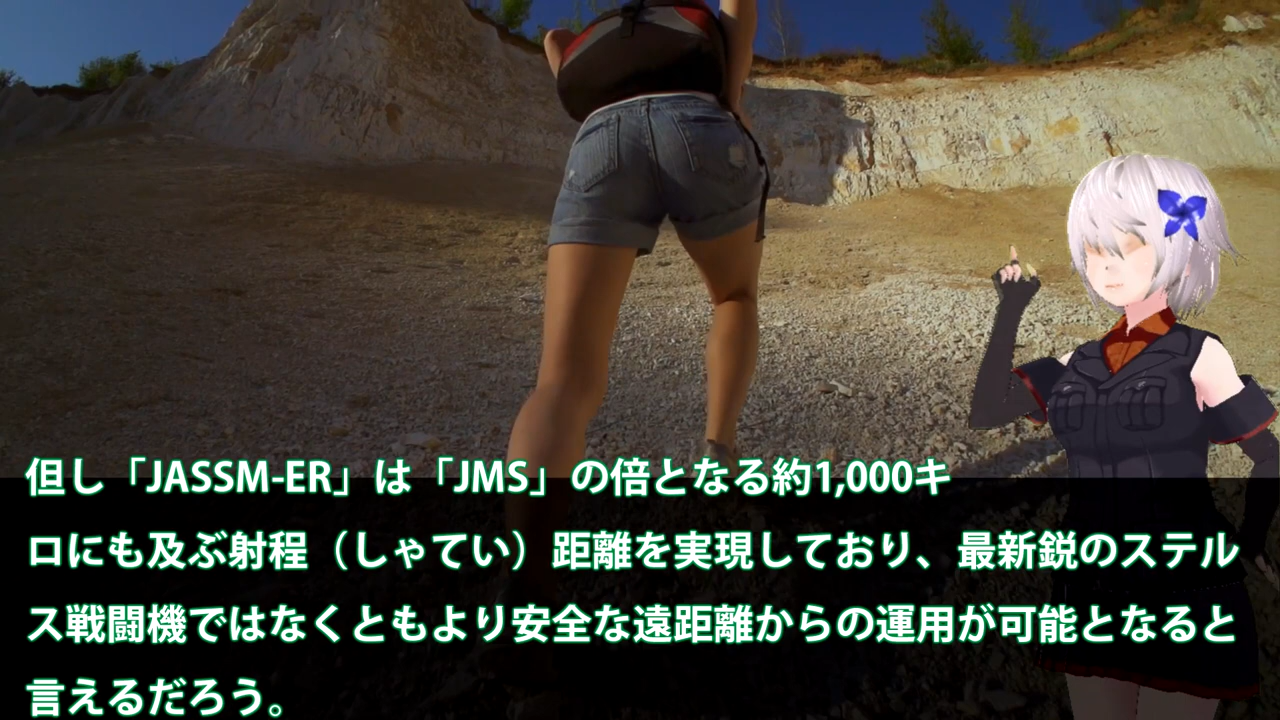 但し「JASSM-ER」は「JMS」の倍となる約1,000キ
ロにも及ぶ射程（しゃてい）距離を実現しており、最新鋭のステル
ス戦闘機ではなくともより安全な遠距離からの運用が可能となると
言えるだろう。